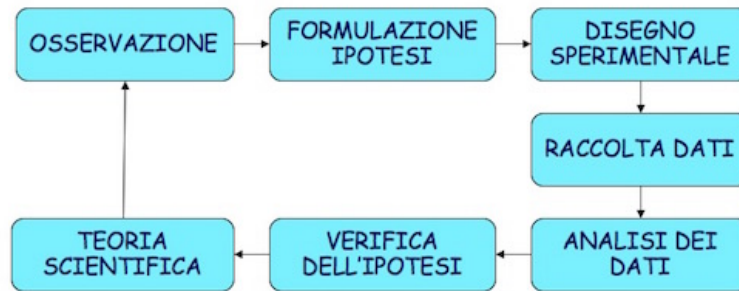 OSSERVAZIONE
FORMULAZIONE
IPOTESI
DISEGNO
SPERIMENTALE
RACCOLTA DATI
ANALISI DEI
DATI
VERIFICA
DELL'IPOTESI
TEORIA
SCIENTIFICA